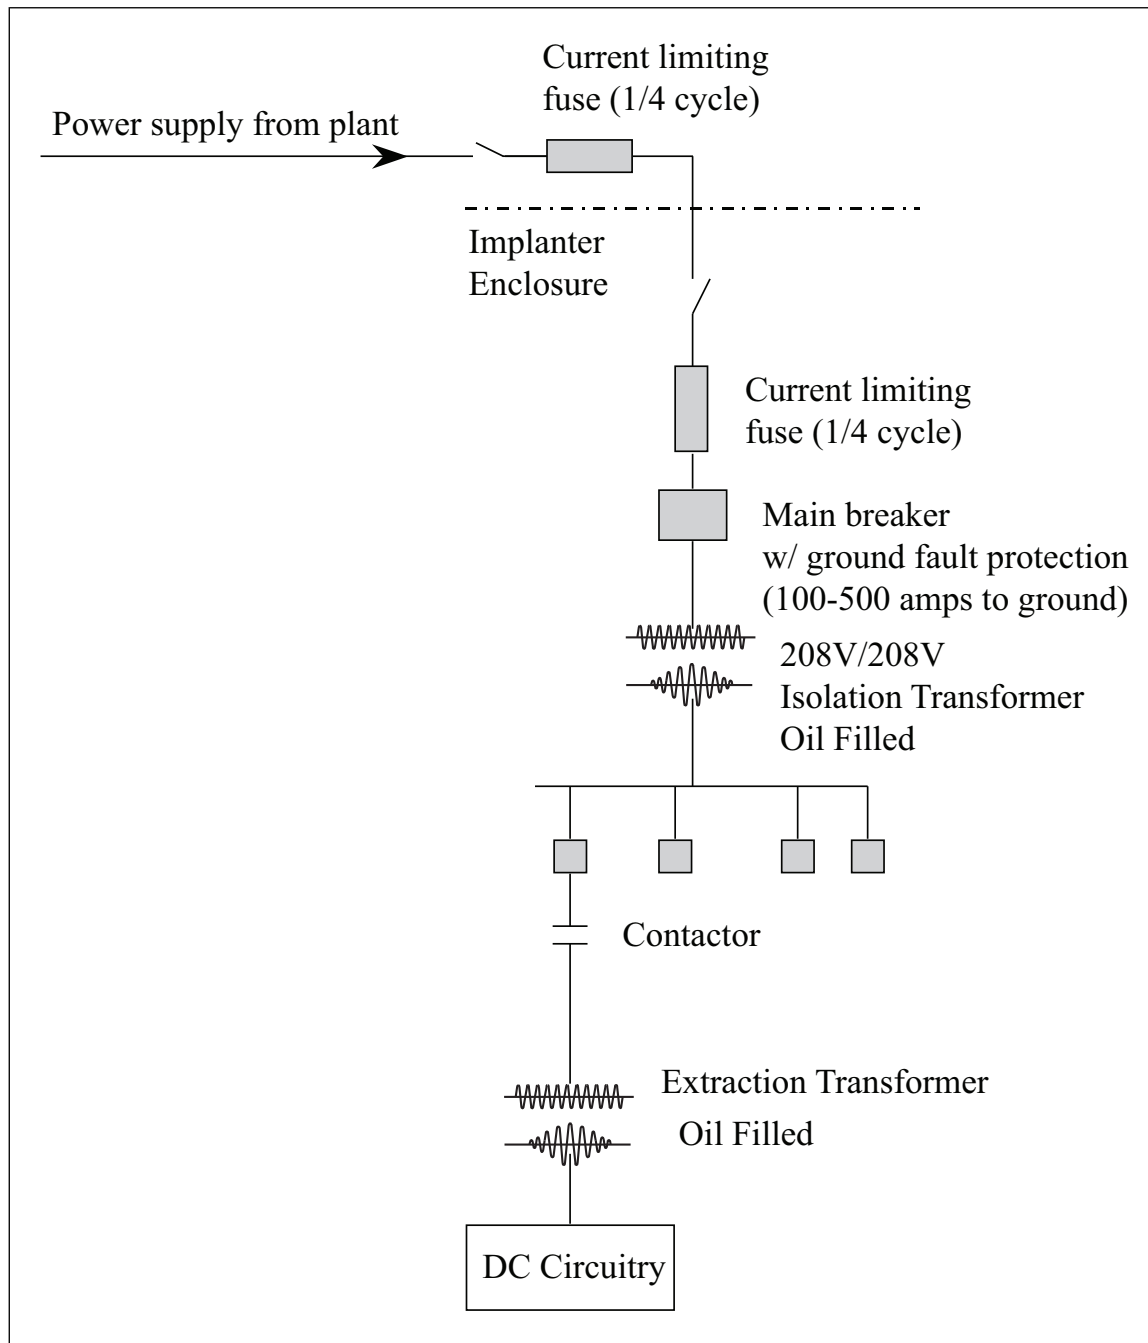 Current limiting
fuse (1/4 cycle)
Power supply from plant
Implanter
Enclosure
Current limiting
fuse (1/4 cycle)
Main breaker
w/ ground fault protection
(100-500 amps to ground)
208V/208V
Isolation Transformer
Oil Filled
Contactor
Extraction Transformer
Oil Filled
DC Circuitry